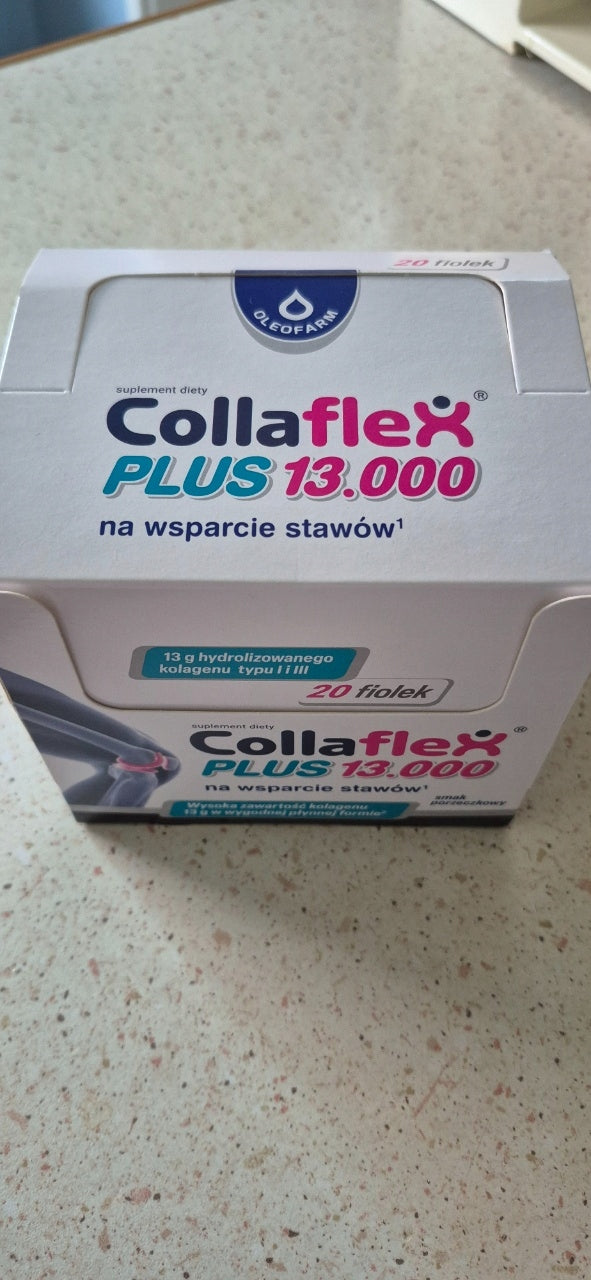 20 fiolek
OLEOFARM
suplement diety
Collaflex®
PLUS 13.000
na wsparcie stawów¹
13 g hydrolizowanego
kolagenu typu I i III
20 fiolek
suplement diety
Collaflex®
PLUS 13.000
na wsparcie stawów¹
smak
porzeczkowy
Wysoka zawartość kolagenu
13 g w wygodnej płynnej formie²